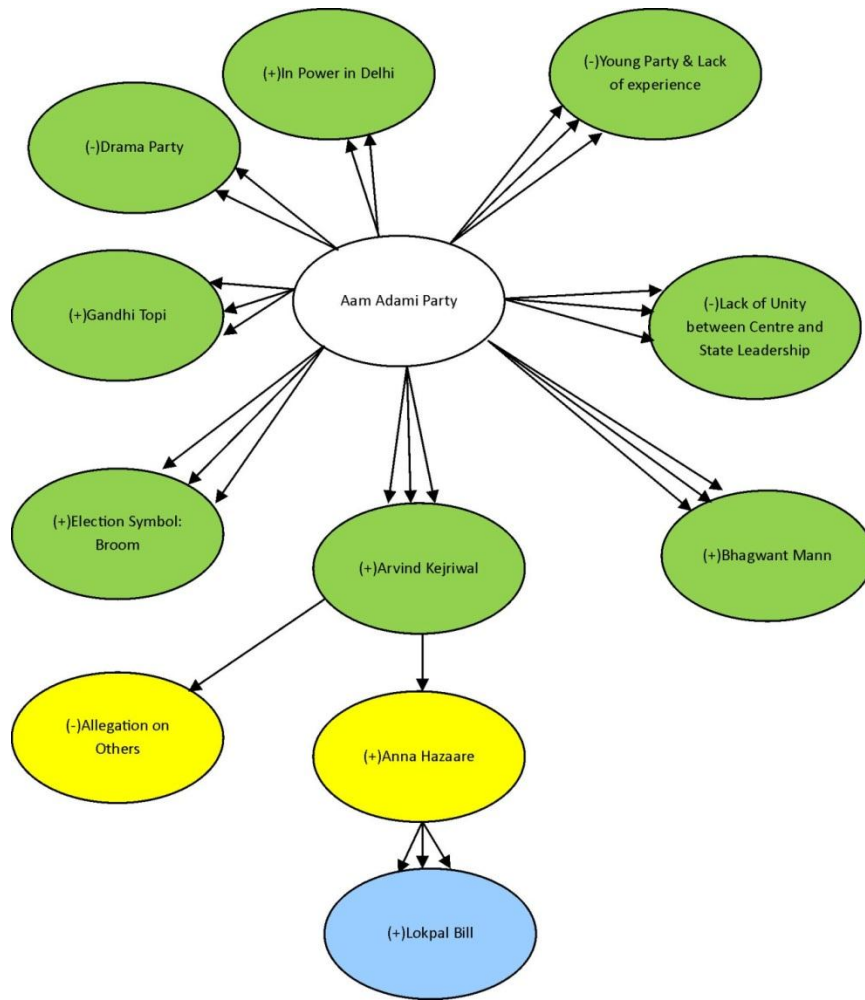 (+)In Power in Delhi
(-)Young Party & Lack
of experience
(-)Drama Party
Aam Adami Party
(+)Gandhi Topi
(-)Lack of Unity
between Centre and
State Leadership
(+)Election Symbol:
Broom
(+)Arvind Kejriwal
(+)Bhagwant Mann
(-)Allegation on
Others
(+)Anna Hazaare
(+)Lokpal Bill